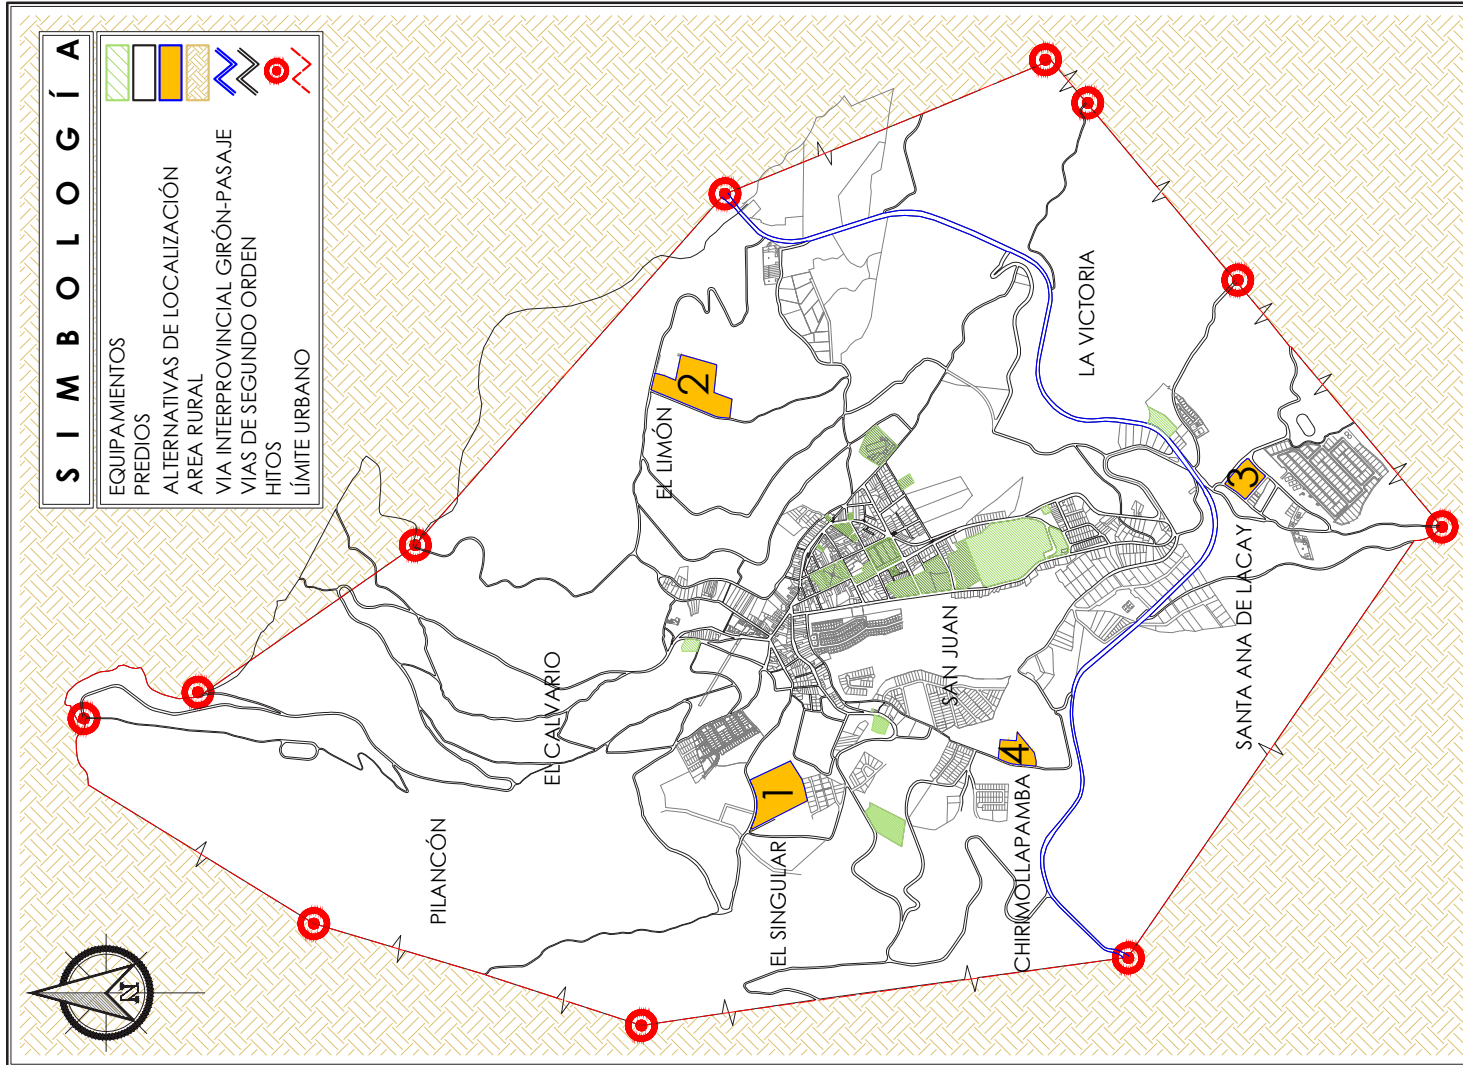 SIMBOLOGÍA
EQUIPAMIENTOS
PREDIOS
ALTERNATIVAS DE LOCALIZACIÓN
AREA RURAL
VIA INTERPROVINCIAL GIRÓN-PASAJE
VIAS DE SEGUNDO ORDEN
HITOS
LÍMITE URBANO
N
PILANCÓN
EL CALVARIO
EL LIMÓN
2
EL SINGULAR
1
SAN JUAN
CHIRIMOLLAPAMBA
4
LA VICTORIA
SANTA ANA DE LACAY
3